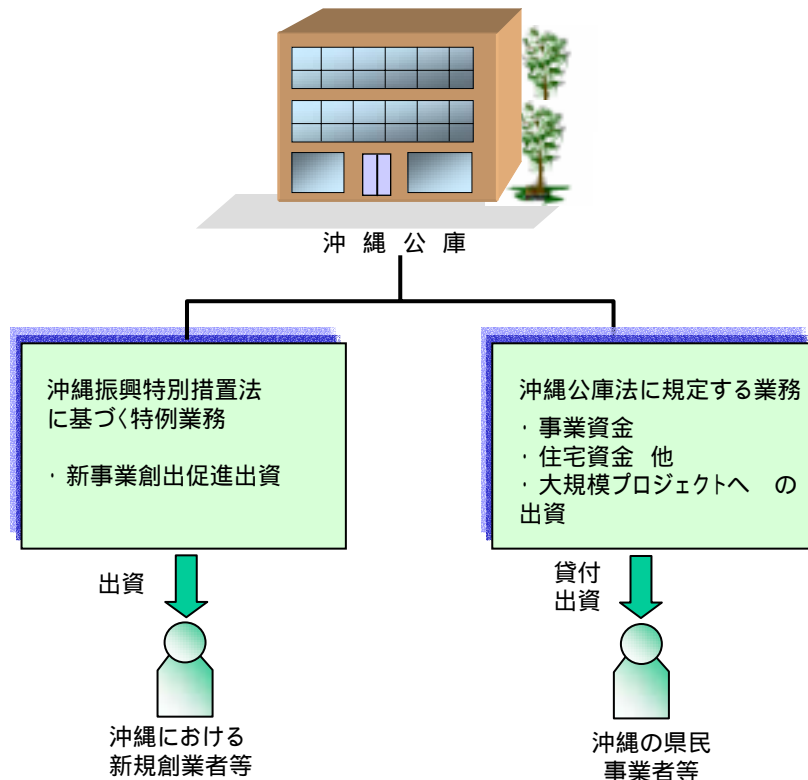 沖 縄 公 庫
沖縄振興特別措置法
に基づく特例業務
・新事業創出促進出資
沖縄公庫法に規定する業務
・事業資金
・住宅資金 他
・大規模プロジェクトへ の
出資
出資
貸付
出資
沖縄における
新規創業者等
沖縄の県民
事業者等